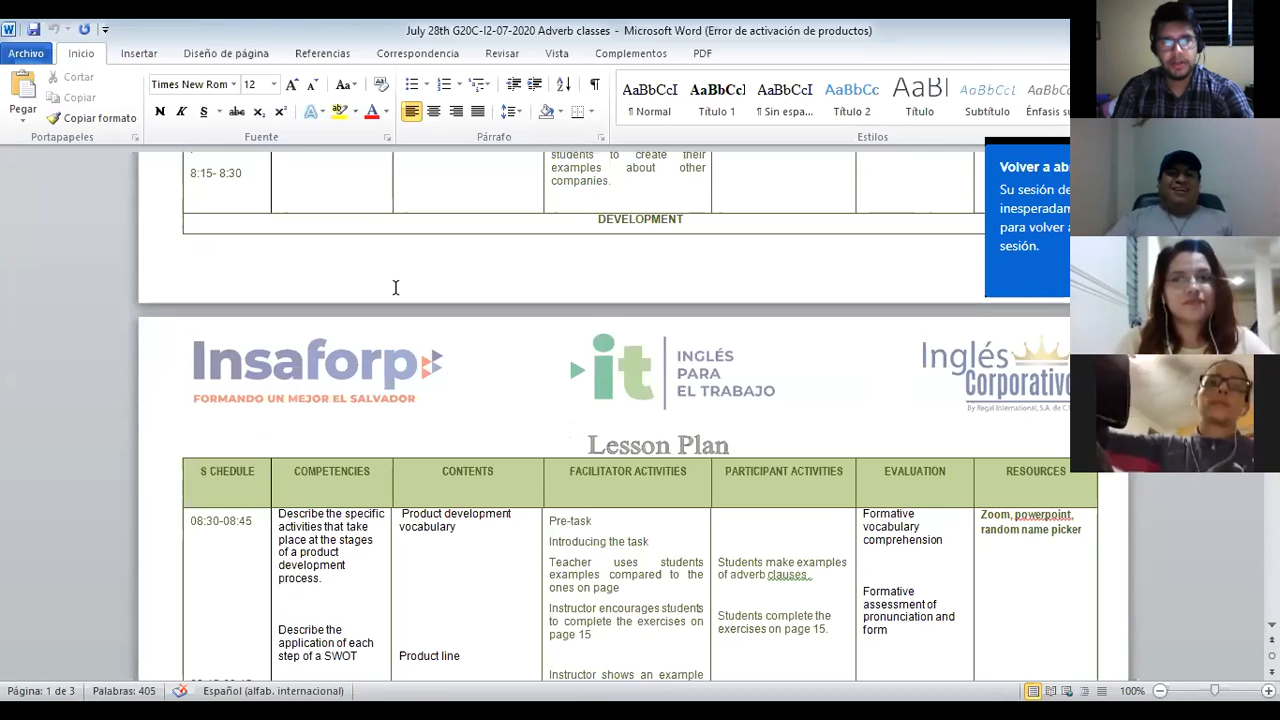 July 28th G20C-I2-07-2020 Adverb classes - Microsoft Word (Error de activación de productos)
Archivo Inicio Insertar Diseño de página Referencias Correspondencia Revisar Vista Complementos PDF
Pegar
Cortar
Copiar
Copiar formato
Portapapeles
Times New Rom 12
N K S abc x₂ x²
Fuente
Párrafo
AaBbCcI AaBbCcI AaBbCcI AaBbCc AaBl AaBbCcI AaBbCcI
¶ Normal Título 1 ¶ Sin espa... Título 2 Título Subtítulo Énfasis su
Estilos
8:15- 8:30
students to create their
examples about other
companies.
DEVELOPMENT
Volver a ab
Su sesión de
inesperadam
para volver a
sesión.
Insaforp
FORMANDO UN MEJOR EL SALVADOR
it
INGLÉS
PARA
EL TRABAJO
Inglés
Corporativo
By Regal International, S.A. de C.
Lesson Plan
S CHEDULE COMPETENCIES CONTENTS FACILITATOR ACTIVITIES PARTICIPANT ACTIVITIES EVALUATION RESOURCES
08:30-08:45
Describe the specific
activities that take
place at the stages
of a product
development
process.
Describe the
application of each
step of a SWOT
Product development
vocabulary
Product line
Pre-task
Introducing the task
Teacher uses students
examples compared to the
ones on page
Instructor encourages students
to complete the exercises on
page 15
Instructor shows an example
Students make examples
of adverb clauses.
Students complete the
exercises on page 15.
Formative
vocabulary
comprehension
Formative
assessment of
pronunciation and
form
Zoom, powerpoint,
random name picker
Página: 1 de 3 Palabras: 405 Español (alfab. internacional) 100%